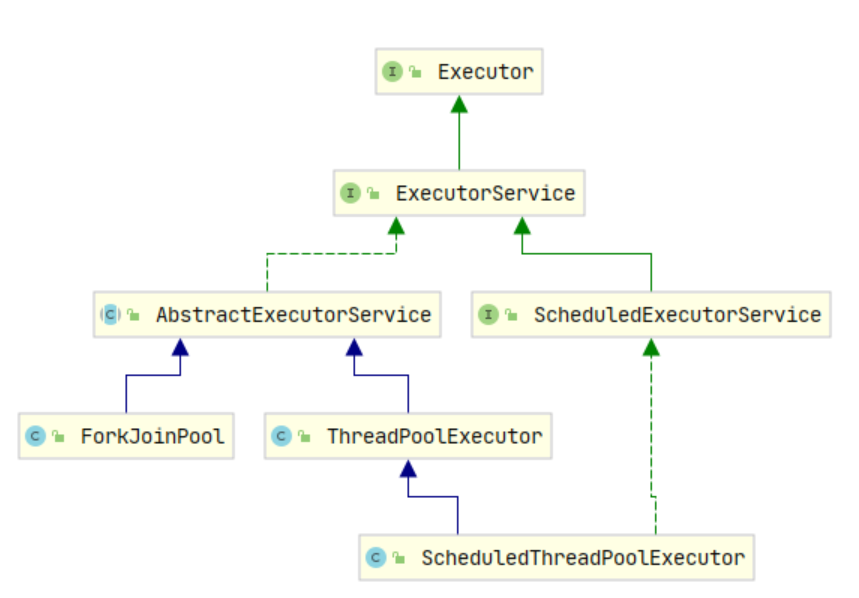 I Executor
I ExecutorService
C AbstractExecutorService
I ScheduledExecutorService
C ForkJoinPool
C ThreadPoolExecutor
C ScheduledThreadPoolExecutor